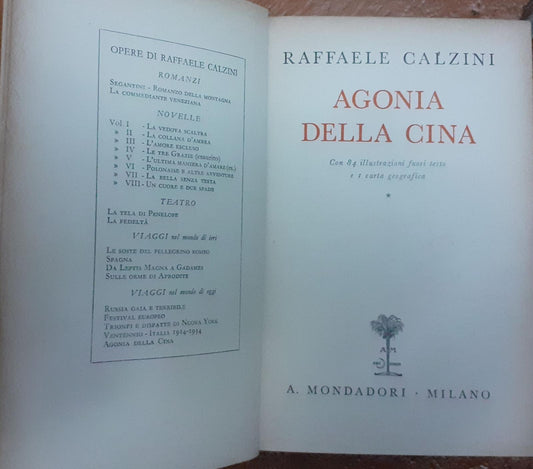 OPERE DI RAFFAELE CALZINI
ROMANZI
SEGANTINI - ROMANZO DELLA MONTAGNA
LA COMMEDIANTE VENEZIANA
NOVELLE
VOL. I - LA VEDOVA SCALTRA
» II - LA COLLANA D'AMBRA
» III - L'AMORE ESCLUSO
» IV - LE TRE GRAZIE (esaurito)
» V - L'ULTIMA MANIERA D'AMARE (es.)
» VI - POLONAISE E ALTRE AVVENTURE
» VII - LA BELLA SENZA TESTA
» VIII - UN CUORE E DUE SPADE
TEATRO
LA TELA DI PENELOPE
LA FEDELTÀ
VIAGGI nel mondo di ieri
LE SOSTE DEL PELLEGRINO ROMEO
SPAGNA
DA LEPTIS MAGNA A GADAMES
SULLE ORME DI AFRODITE
VIAGGI nel mondo di oggi
RUSSIA GAIA E TERRIBILE
FESTIVAL EUROPEO
TRIONFI E DISFATTE DI NUOVA YORK
VENTENNIO - ITALIA 1914-1934
AGONIA DELLA CINA
RAFFAELE CALZINI
AGONIA
DELLA CINA
Con 84 illustrazioni fuori testo
e 1 carta geografica
*
A M
A. MONDADORI · MILANO